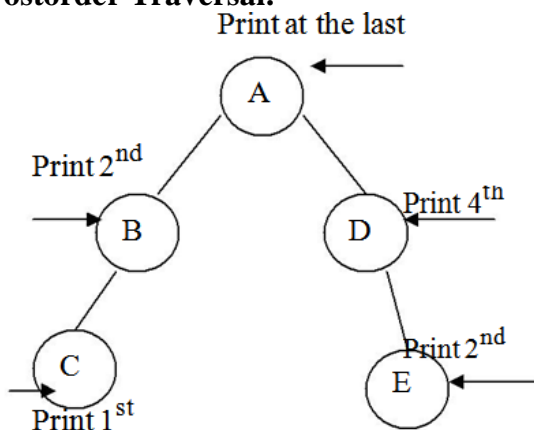 ostorder Traversal:
Print at the last
A
Print 2nd
Print 4th
B
D
Print 2nd
C
E
Print 1st